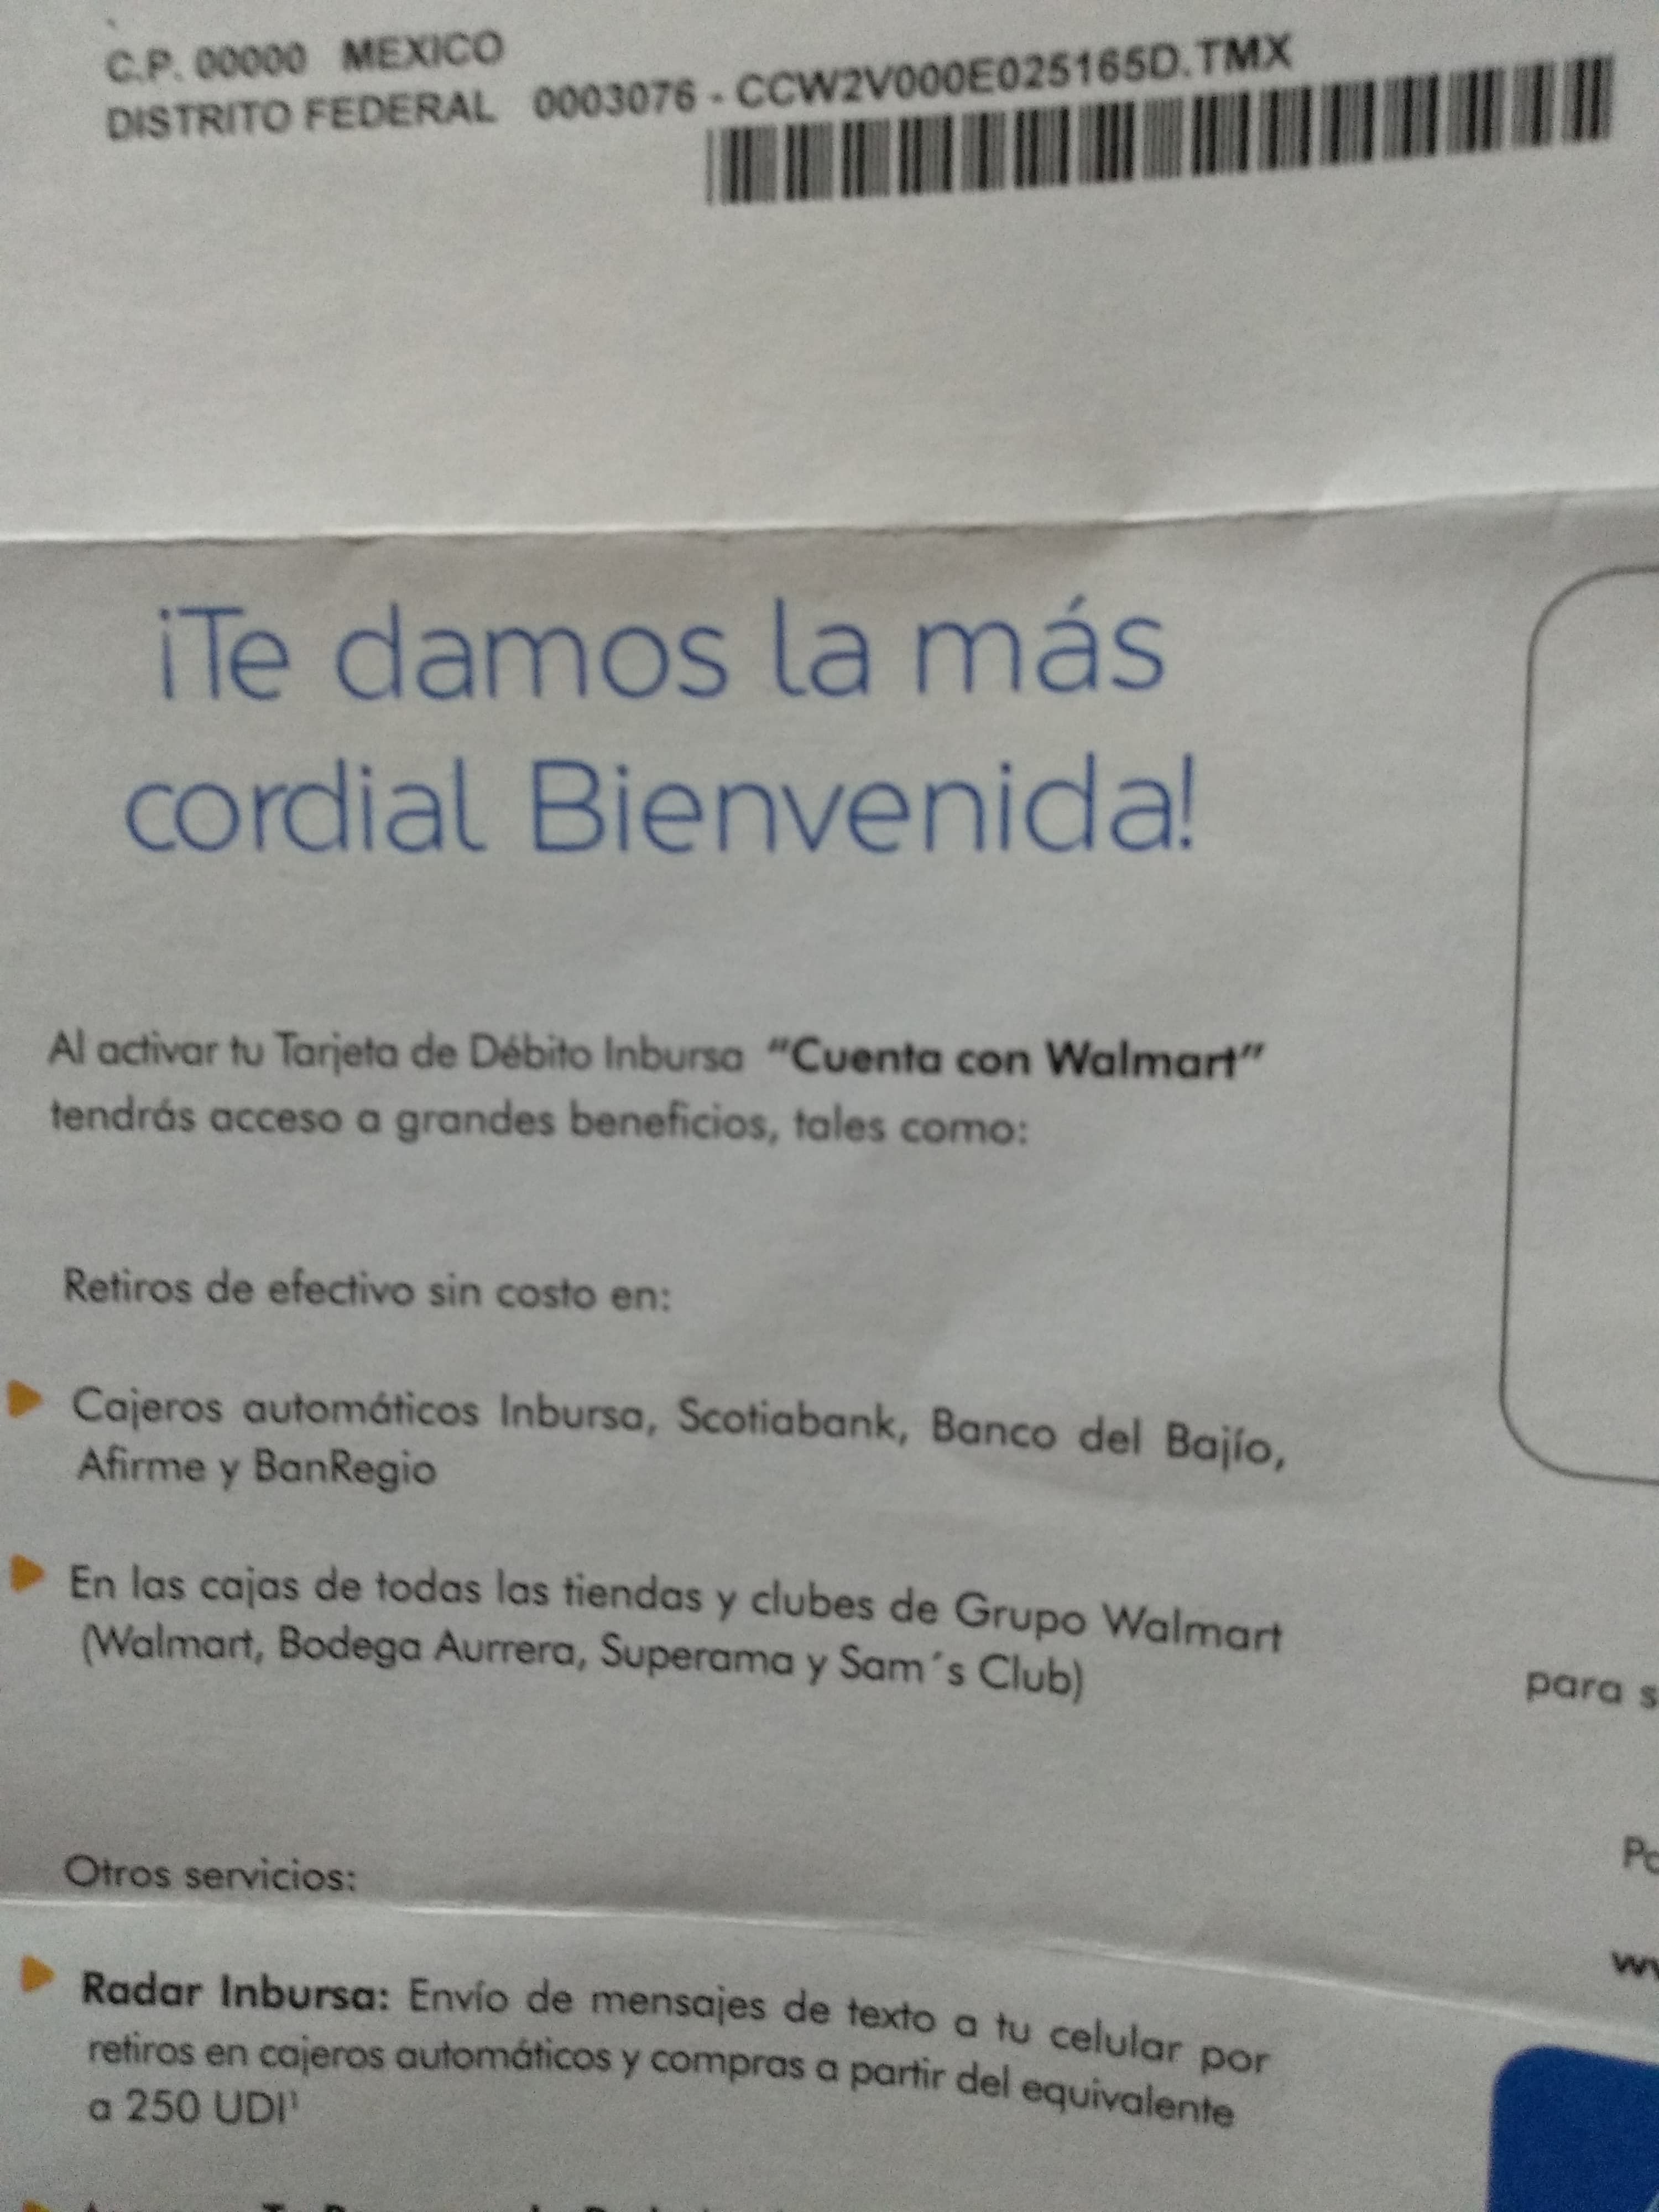 C.P. 00000 MEXICO
DISTRITO FEDERAL 0003076 - CCW2V000E025165D.TMX
¡Te damos la más
cordial Bienvenida!
Al activar tu Tarjeta de Débito Inbursa "Cuenta con Walmart"
tendrás acceso a grandes beneficios, tales como:
Retiros de efectivo sin costo en:
Cajeros automáticos Inbursa, Scotiabank, Banco del Bajío,
Afirme y BanRegio
En las cajas de todas las tiendas y clubes de Grupo Walmart
(Walmart, Bodega Aurrera, Superama y Sam´s Club)
para s
Otros servicios:
Radar Inbursa: Envío de mensajes de texto a tu celular por
retiros en cajeros automáticos y compras a partir del equivalente
a 250 UDI¹